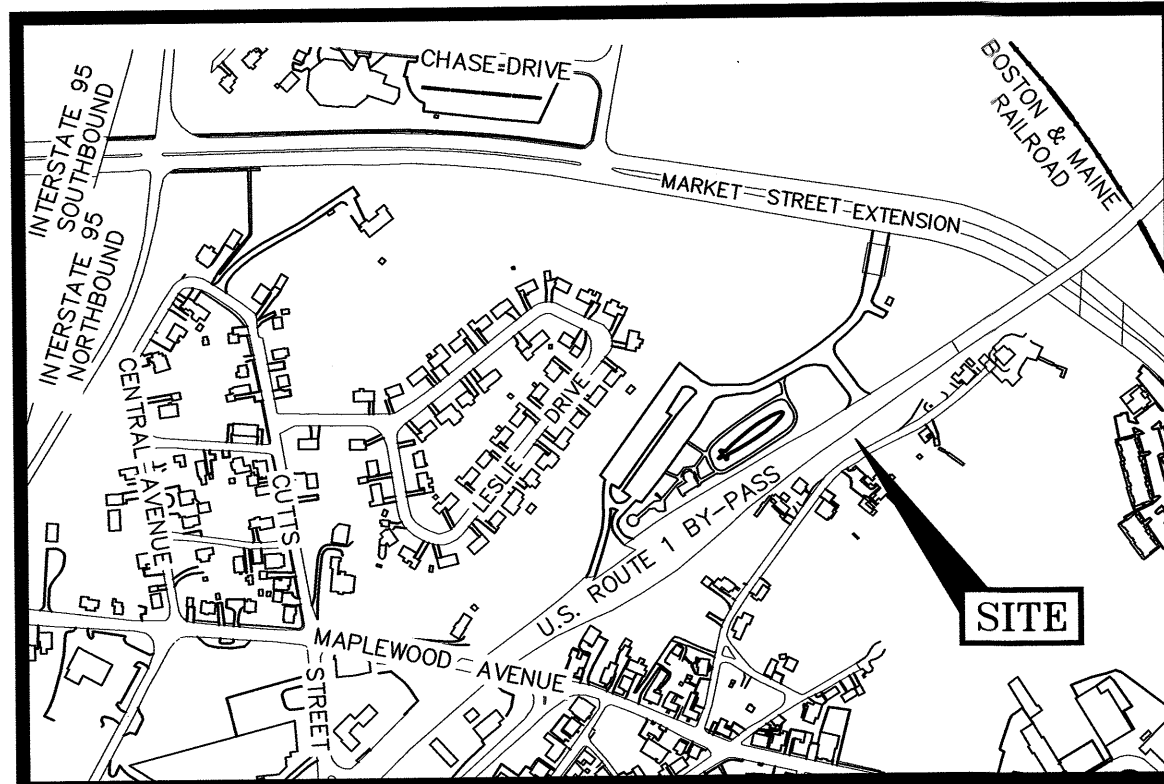 CHASE DRIVE
BOSTON & MAINE
RAILROAD
INTERSTATE 95
SOUTHBOUND
INTERSTATE 95
NORTHBOUND
MARKET STREET EXTENSION
CENTRAL AVENUE
CUTTS
STREET
LESLIE DRIVE
U.S. ROUTE 1 BY-PASS
MAPLEWOOD AVENUE
SITE